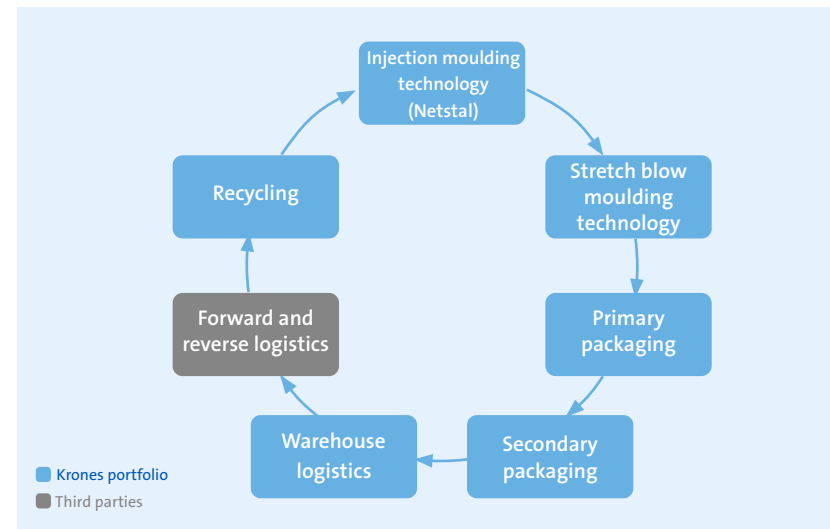 Injection moulding
technology
(Netstal)
Stretch blow
moulding
technology
Primary
packaging
Secondary
packaging
Warehouse
logistics
Forward and
reverse logistics
Recycling
Krones portfolio
Third parties